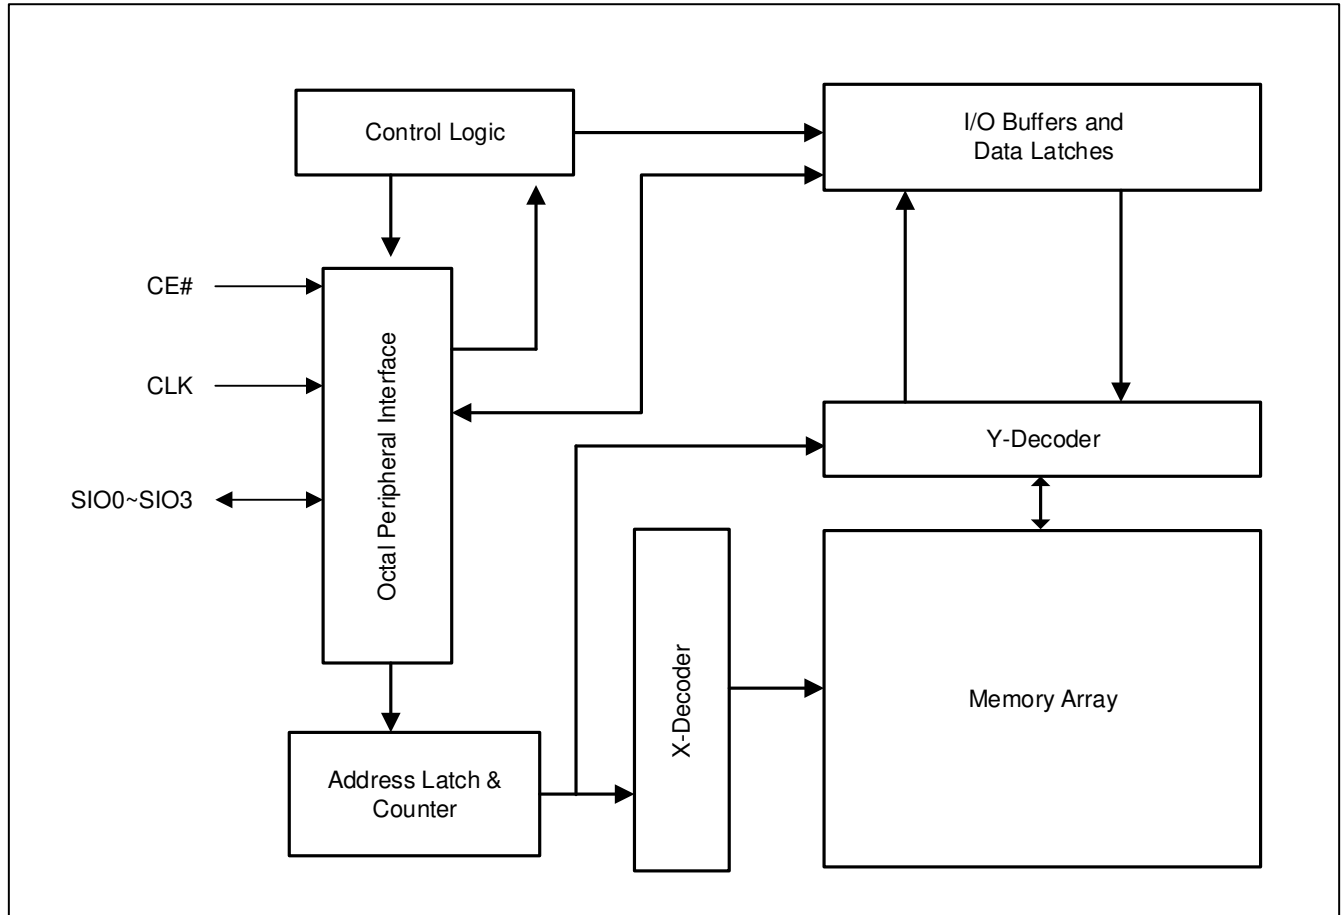 Control Logic
I/O Buffers and
Data Latches
CE#
CLK
SIO0~SIO3
Octal Peripheral Interface
Y-Decoder
X-Decoder
Memory Array
Address Latch &
Counter